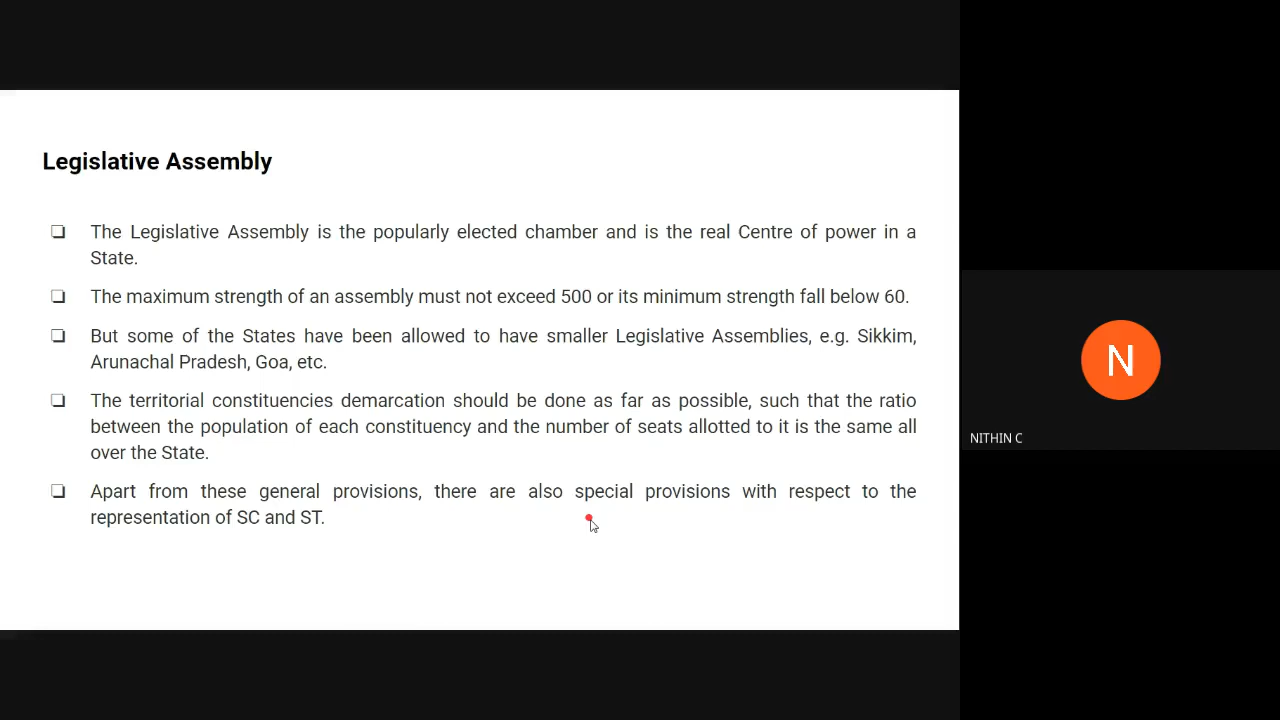 Legislative Assembly
The Legislative Assembly is the popularly elected chamber and is the real Centre of power in a
State.
The maximum strength of an assembly must not exceed 500 or its minimum strength fall below 60.
But some of the States have been allowed to have smaller Legislative Assemblies, e.g. Sikkim,
Arunachal Pradesh, Goa, etc.
The territorial constituencies demarcation should be done as far as possible, such that the ratio
between the population of each constituency and the number of seats allotted to it is the same all
over the State.
Apart from these general provisions, there are also special provisions with respect to the
representation of SC and ST.
N
NITHIN C